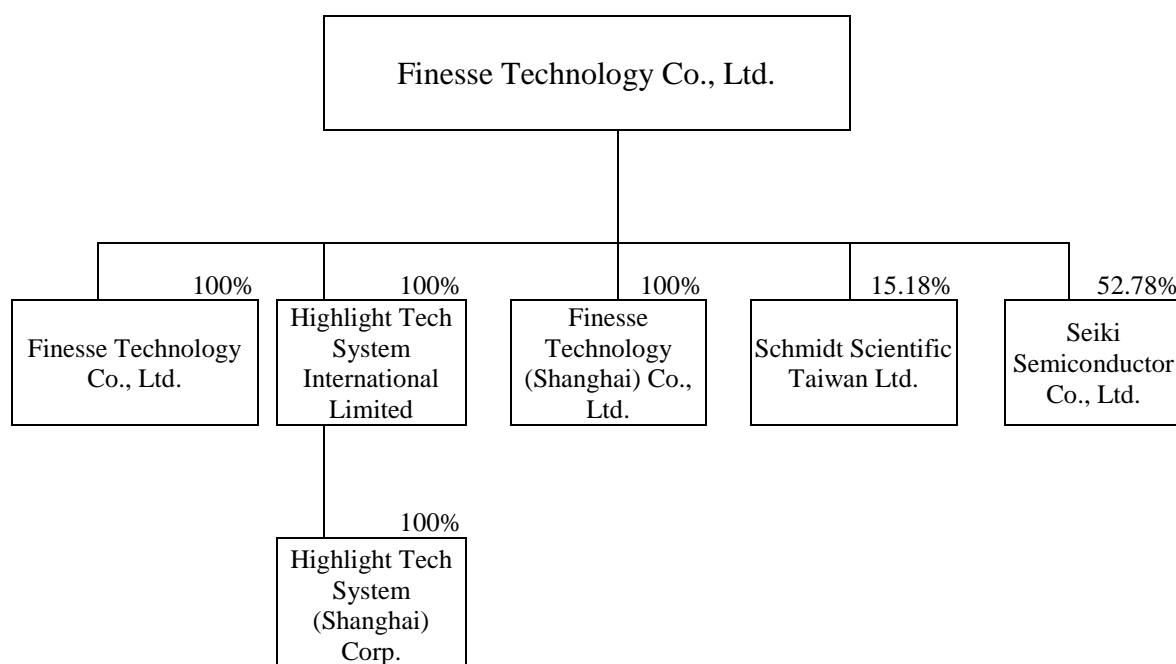 Finesse Technology Co., Ltd.
100%
Finesse Technology
Co., Ltd.
100%
Highlight Tech
System
International
Limited
100%
Finesse
Technology
(Shanghai) Co.,
Ltd.
15.18%
Schmidt Scientific
Taiwan Ltd.
52.78%
Seiki
Semiconductor
Co., Ltd.
100%
Highlight Tech
System
(Shanghai)
Corp.